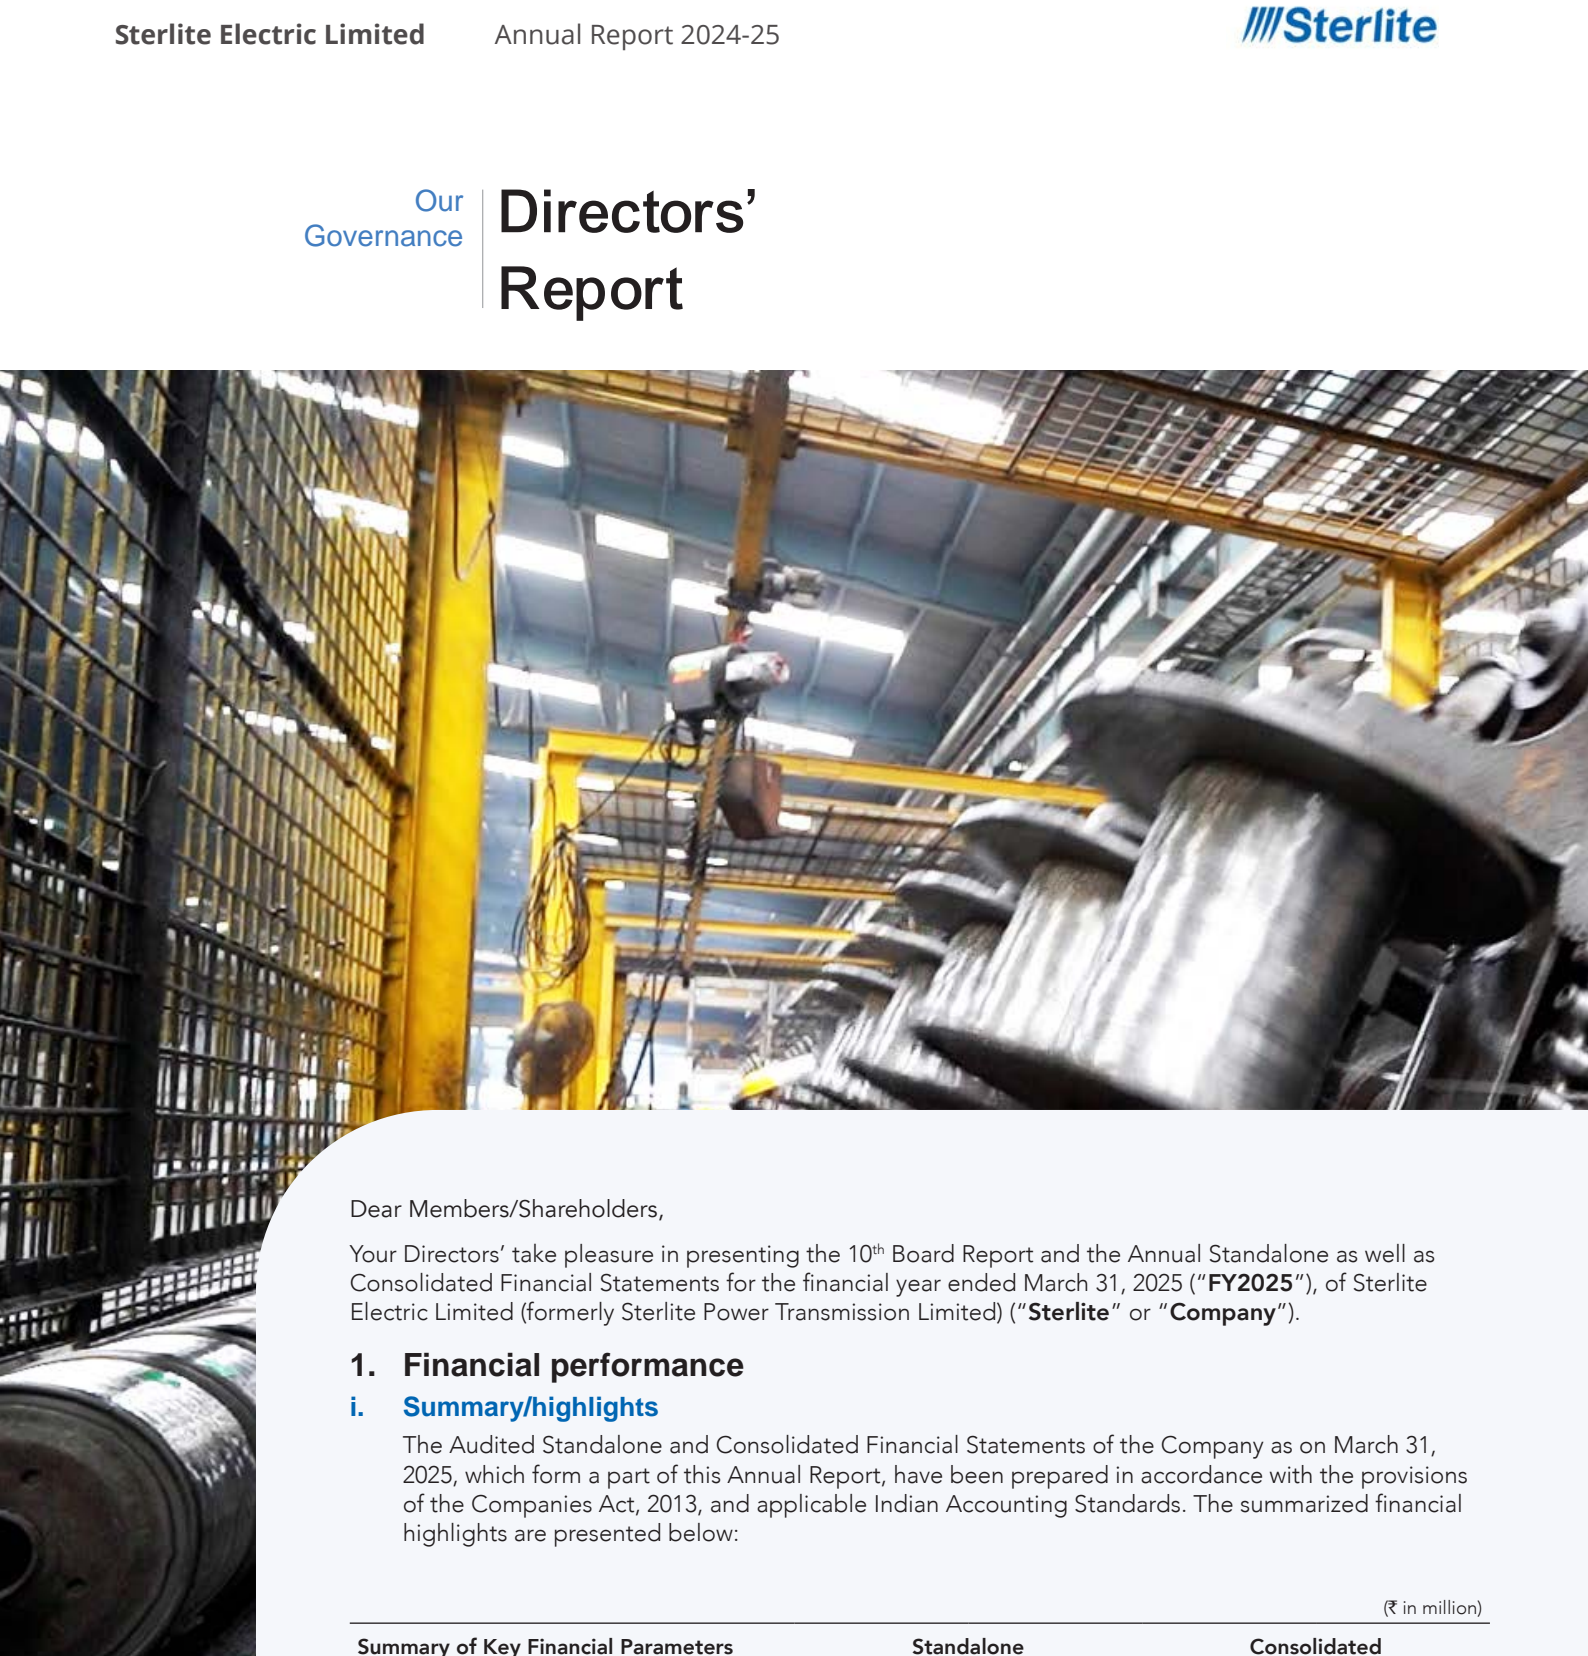 Sterlite Electric Limited Annual Report 2024-25
Sterlite
Our
Governance
Directors’
Report
Dear Members/Shareholders,
Your Directors’ take pleasure in presenting the 10th Board Report and the Annual Standalone as well as
Consolidated Financial Statements for the financial year ended March 31, 2025 (“FY2025”), of Sterlite
Electric Limited (formerly Sterlite Power Transmission Limited) (“Sterlite” or “Company”).
1. Financial performance
i. Summary/highlights
The Audited Standalone and Consolidated Financial Statements of the Company as on March 31,
2025, which form a part of this Annual Report, have been prepared in accordance with the provisions
of the Companies Act, 2013, and applicable Indian Accounting Standards. The summarized financial
highlights are presented below:
(₹ in million)
Summary of Key Financial Parameters Standalone Consolidated